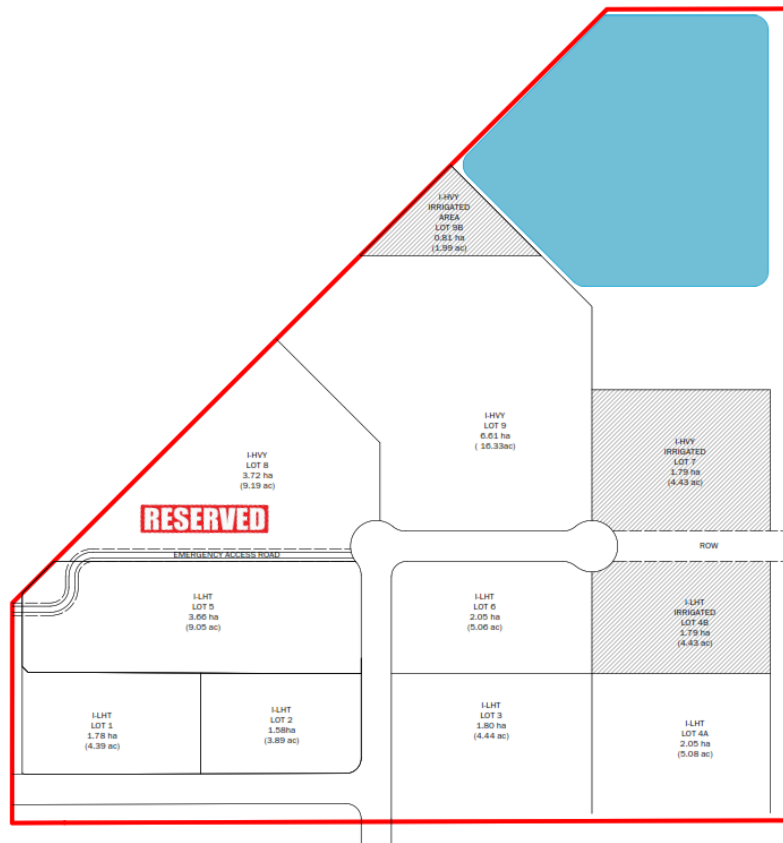 I-HVY
IRRIGATED
AREA
LOT 9B
0.81 ha
(1.99 ac)
I-HVY
LOT 9
6.61 ha
( 16.33ac)
I-HVY
IRRIGATED
LOT 7
1.79 ha
(4.43 ac)
I-HVY
LOT 8
3.72 ha
(9.19 ac)
RESERVED
ROW
EMERGENCY ACCESS ROAD
I-LHT
LOT 5
3.66 ha
(9.05 ac)
I-LHT
LOT 6
2.05 ha
(5.06 ac)
I-LHT
IRRIGATED
LOT 4B
1.79 ha
(4.43 ac)
I-LHT
LOT 1
1.78 ha
(4.39 ac)
I-LHT
LOT 2
1.58ha
(3.89 ac)
I-LHT
LOT 3
1.80 ha
(4.44 ac)
I-LHT
LOT 4A
2.05 ha
(5.08 ac)